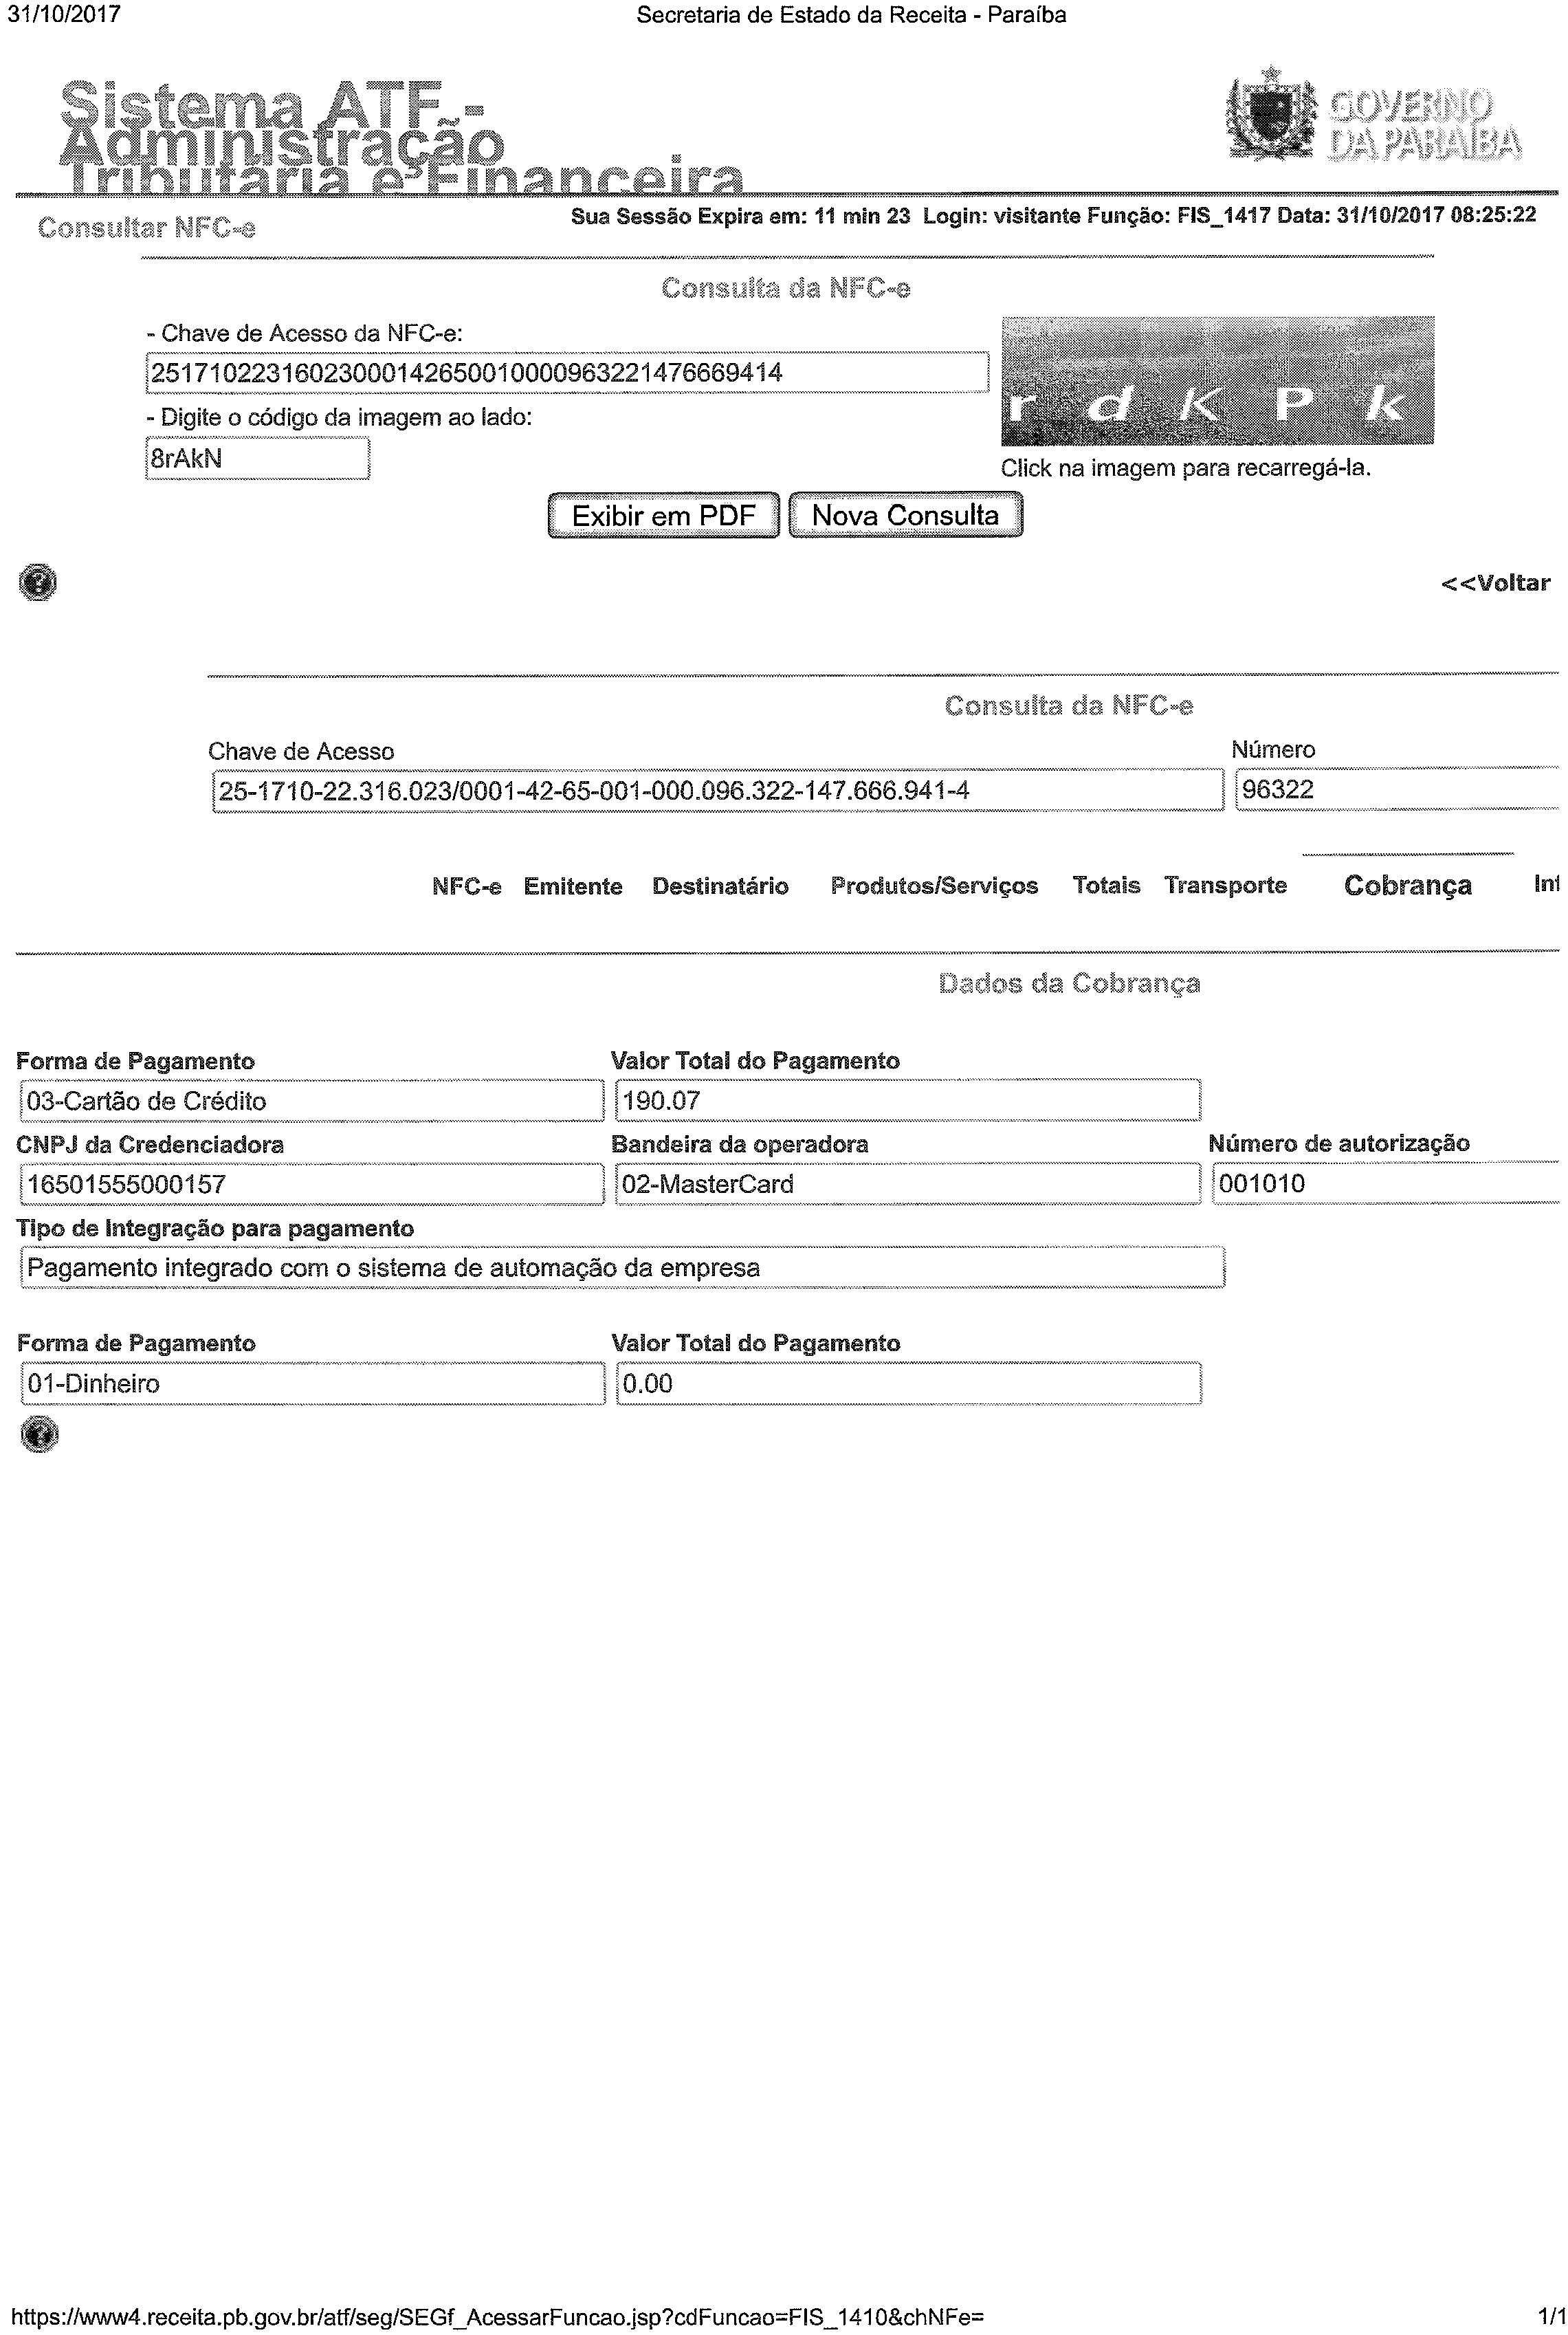 31/10/2017 Secretaria de Estado da Receita - Paraíba
Sistema ATF -
Administração
Tributária e Financeira
GOVERNO
DA PARAÍBA
Consultar NFC-e
Sua Sessão Expira em: 11 min 23 Login: visitante Função: FIS_1417 Data: 31/10/2017 08:25:22
Consulta da NFC-e
- Chave de Acesso da NFC-e:
25171022316023000142650010000963221476669414
- Digite o código da imagem ao lado:
8rAkN
r d K P k
Click na imagem para recarregá-la.
Exibir em PDF Nova Consulta
<<Voltar
Consulta da NFC-e
Chave de Acesso Número
25-1710-22.316.023/0001-42-65-001-000.096.322-147.666.941-4 96322
NFC-e Emitente Destinatário Produtos/Serviços Totais Transporte Cobrança Inf
Dados da Cobrança
Forma de Pagamento Valor Total do Pagamento
03-Cartão de Crédito 190.07
CNPJ da Credenciadora Bandeira da operadora Número de autorização
16501555000157 02-MasterCard 001010
Tipo de Integração para pagamento
Pagamento integrado com o sistema de automação da empresa
Forma de Pagamento Valor Total do Pagamento
01-Dinheiro 0.00
https://www4.receita.pb.gov.br/atf/seg/SEGf_AcessarFuncao.jsp?cdFuncao=FIS_1410&chNFe= 1/1